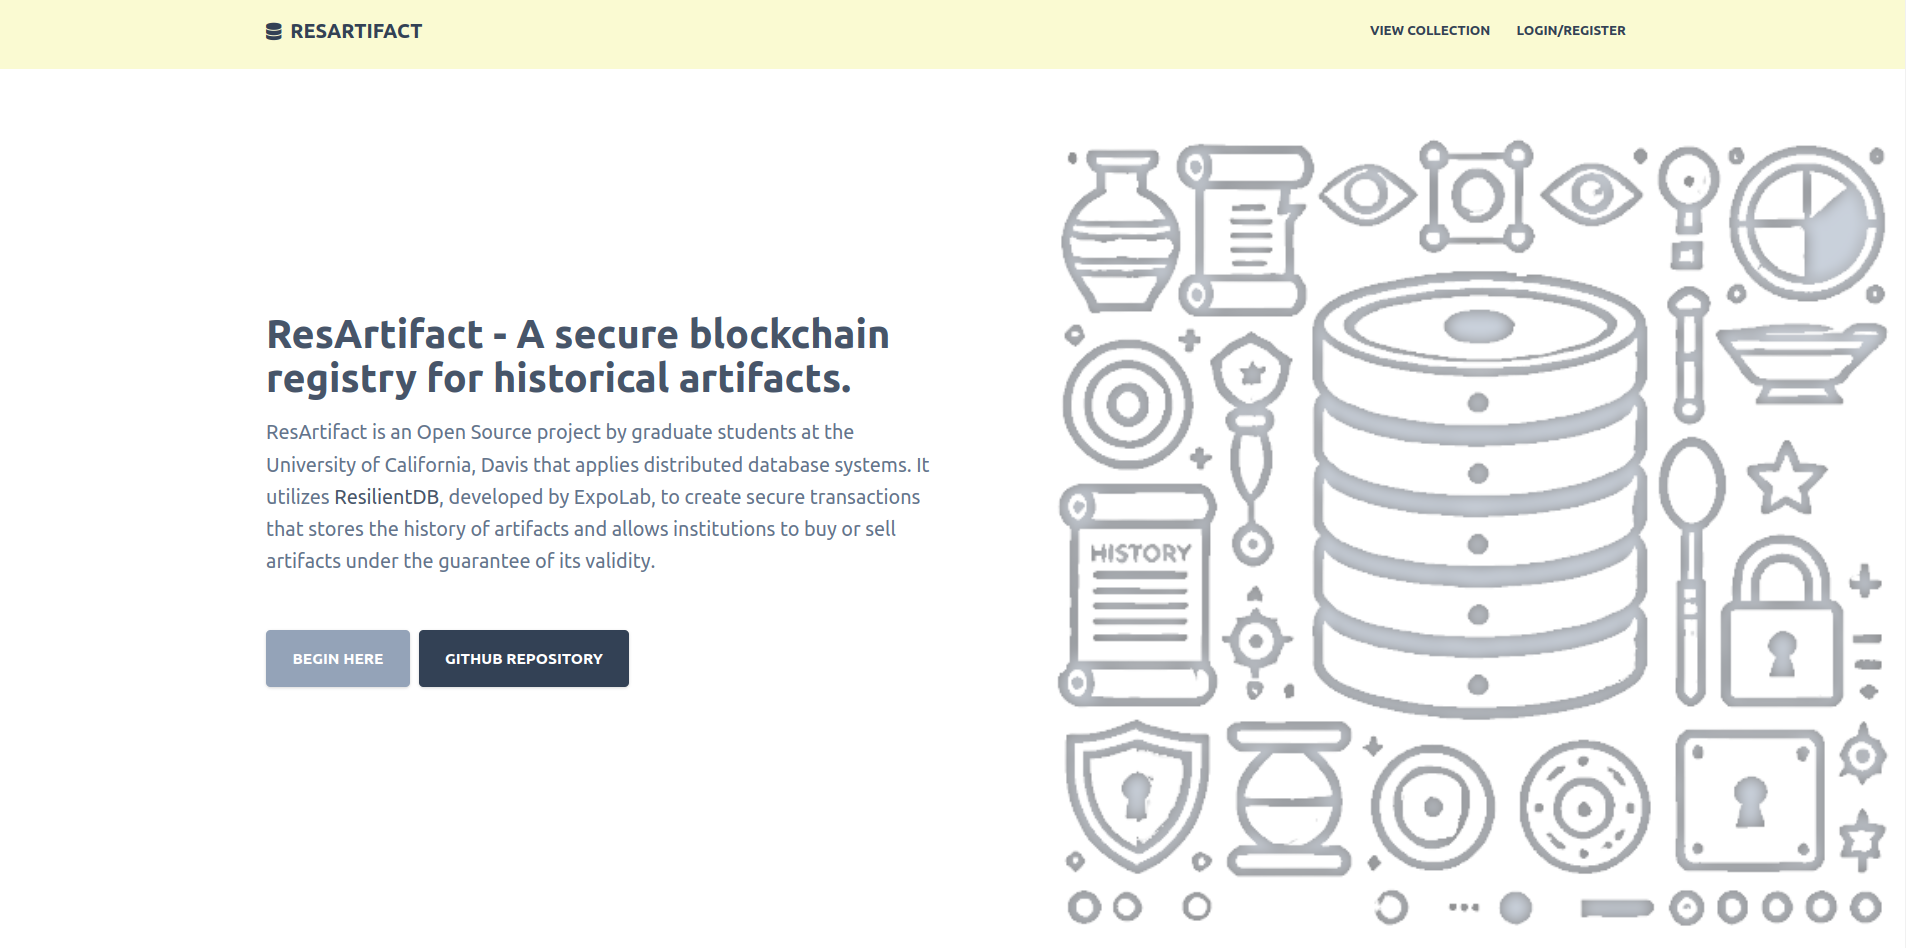 RESARTIFACT
VIEW COLLECTION
LOGIN/REGISTER
ResArtifact - A secure blockchain
registry for historical artifacts.
ResArtifact is an Open Source project by graduate students at the
University of California, Davis that applies distributed database systems. It
utilizes ResilientDB, developed by ExpoLab, to create secure transactions
that stores the history of artifacts and allows institutions to buy or sell
artifacts under the guarantee of its validity.
BEGIN HERE
GITHUB REPOSITORY
HISTORY